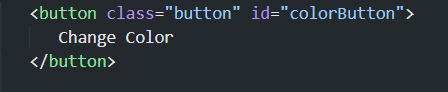 <button class="button" id="colorButton">
Change Color
</button>